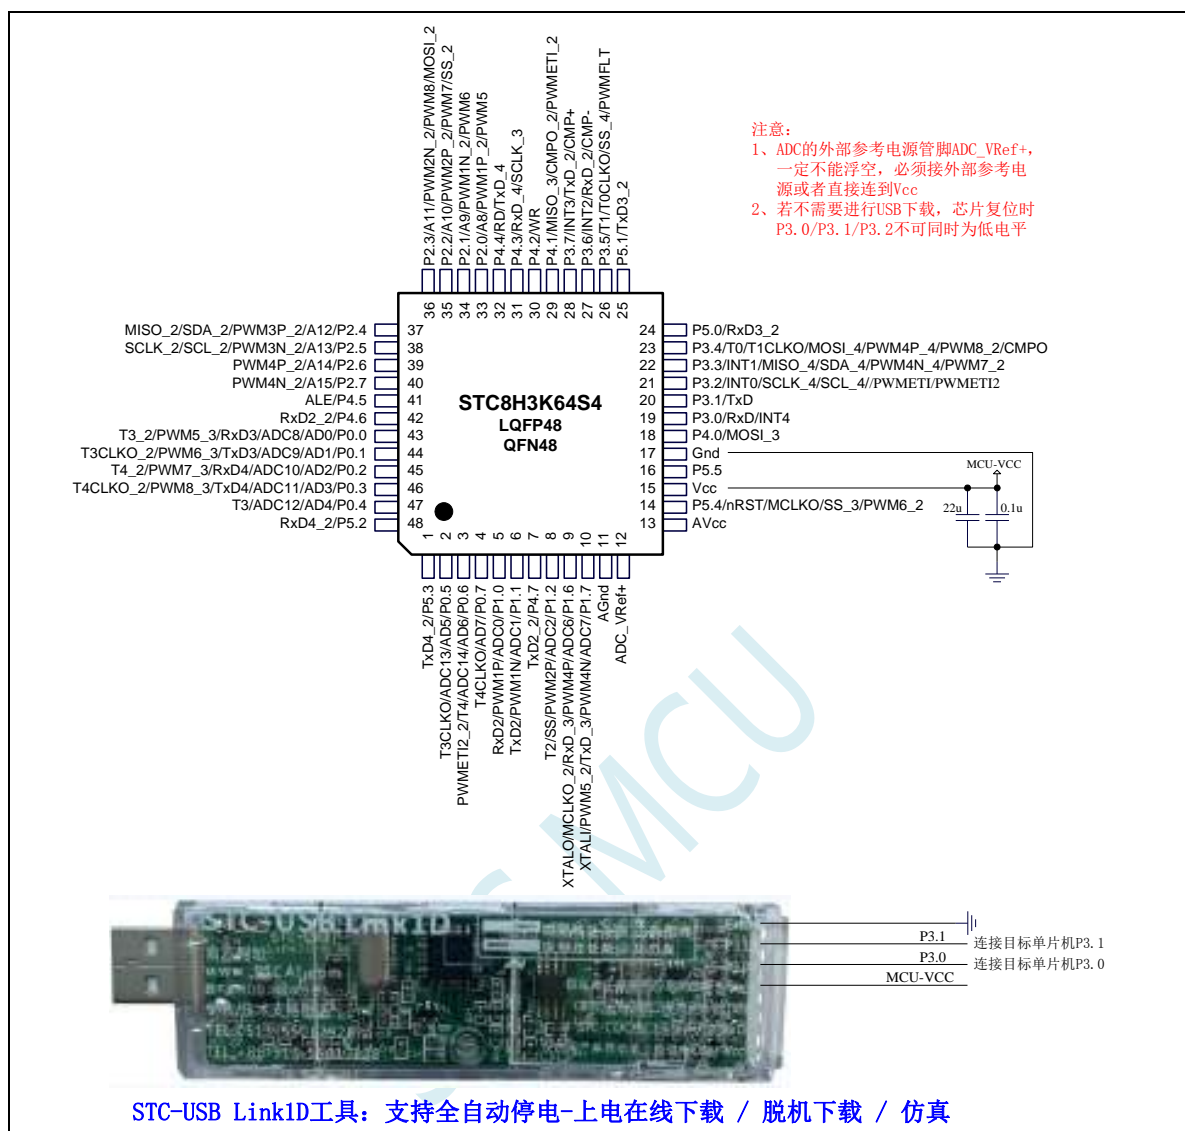 P2.3/A11/PWM2N_2/PWM8/MOSI_2
P2.2/A10/PWM2P_2/PWM7/SS_2
P2.1/A9/PWM1N_2/PWM6
P2.0/A8/PWM1P_2/PWM5
P4.4/RD/TxD_4
P4.3/RxD_4/SCLK_3
P4.2/WR
P4.1/MISO_3/CMPO_2/PWMETI_2
P3.7/INT3/TxD_2/CMP+
P3.6/INT2/RxD_2/CMP-
P3.5/T1/T0CLKO/SS_4/PWMFLT
P5.1/TxD3_2
注意:
1、ADC的外部参考电源管脚ADC_VRef+,
一定不能浮空，必须接外部参考电
源或者直接连到Vcc
2、若不需要进行USB下载，芯片复位时
P3.0/P3.1/P3.2不可同时为低电平
36 35 34 33 32 31 30 29 28 27 26 25
MISO_2/SDA_2/PWM3P_2/A12/P2.4 37
SCLK_2/SCL_2/PWM3N_2/A13/P2.5 38
PWM4P_2/A14/P2.6 39
PWM4N_2/A15/P2.7 40
ALE/P4.5 41
RxD2_2/P4.6 42
T3_2/PWM5_3/RxD3/ADC8/AD0/P0.0 43
T3CLKO_2/PWM6_3/TxD3/ADC9/AD1/P0.1 44
T4_2/PWM7_3/RxD4/ADC10/AD2/P0.2 45
T4CLKO_2/PWM8_3/TxD4/ADC11/AD3/P0.3 46
T3/ADC12/AD4/P0.4 47
RxD4_2/P5.2 48
STC8H3K64S4
LQFP48
QFN48
24 P5.0/RxD3_2
23 P3.4/T0/T1CLKO/MOSI_4/PWM4P_4/PWM8_2/CMPO
22 P3.3/INT1/MISO_4/SDA_4/PWM4N_4/PWM7_2
21 P3.2/INT0/SCLK_4/SCL_4//PWMETI/PWMETI2
20 P3.1/TxD
19 P3.0/RxD/INT4
18 P4.0/MOSI_3
17 Gnd
16 P5.5
15 Vcc
14 P5.4/nRST/MCLKO/SS_3/PWM6_2
13 AVcc
MCU-VCC
22u
0.1u
1 2 3 4 5 6 7 8 9 10 11 12
TxD4_2/P5.3
T3CLKO/ADC13/AD5/P0.5
PWMETI2_2/T4/ADC14/AD6/P0.6
T4CLKO/AD7/P0.7
RxD2/PWM1P/ADC0/P1.0
TxD2/PWM1N/ADC1/P1.1
TxD2_2/P4.7
T2/SS/PWM2P/ADC2/P1.2
XTALO/MCLKO_2/RxD_3/PWM4P/ADC6/P1.6
XTALI/PWM5_2/TxD_3/PWM4N/ADC7/P1.7
AGnd
ADC_VRef+
MCU
STC-USB Link1D
P3.1 连接目标单片机P3.1
P3.0 连接目标单片机P3.0
MCU-VCC
STC-USB Link1D工具: 支持全自动停电-上电在线下载 / 脱机下载 / 仿真